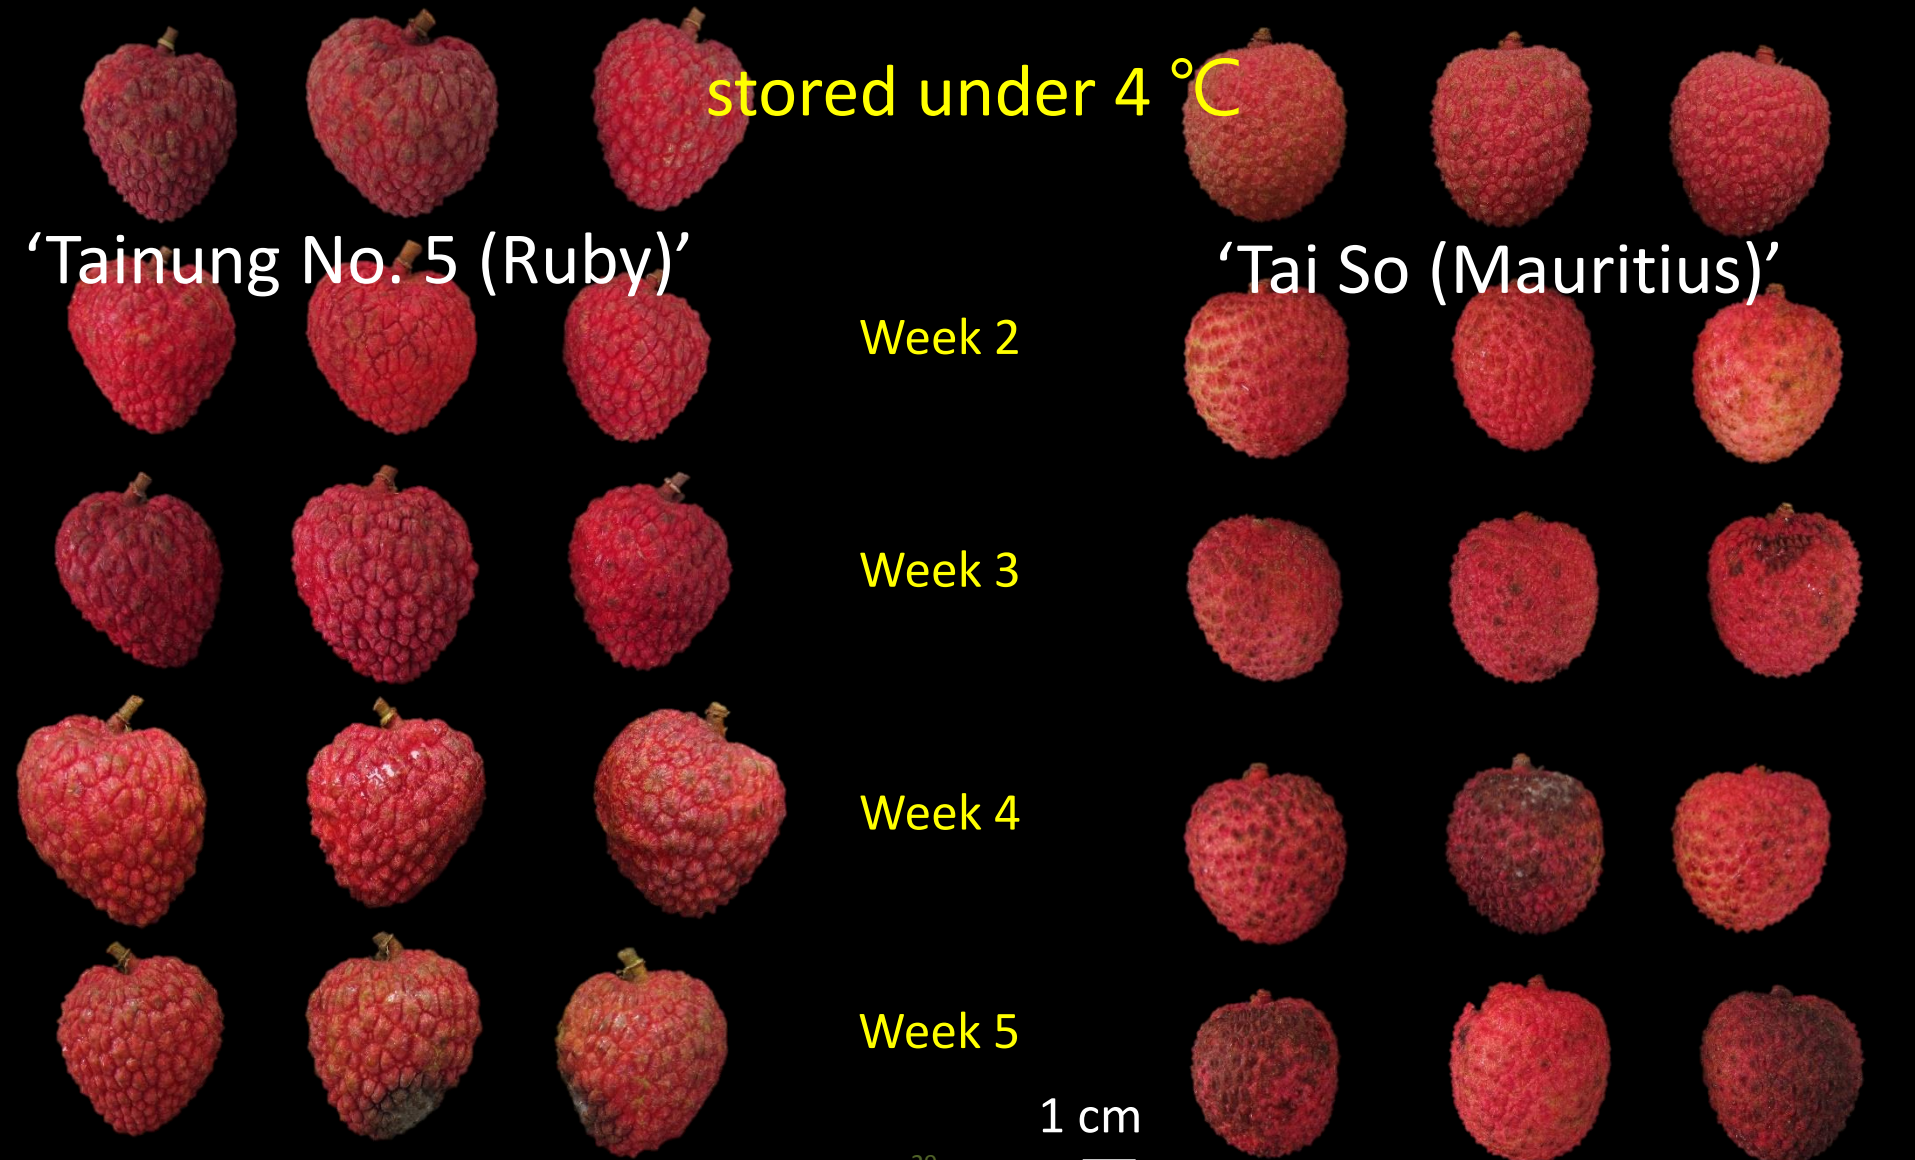 stored under 4 ℃
‘Tainung No. 5 (Ruby)’
‘Tai So (Mauritius)’
Week 2
Week 3
Week 4
Week 5
1 cm